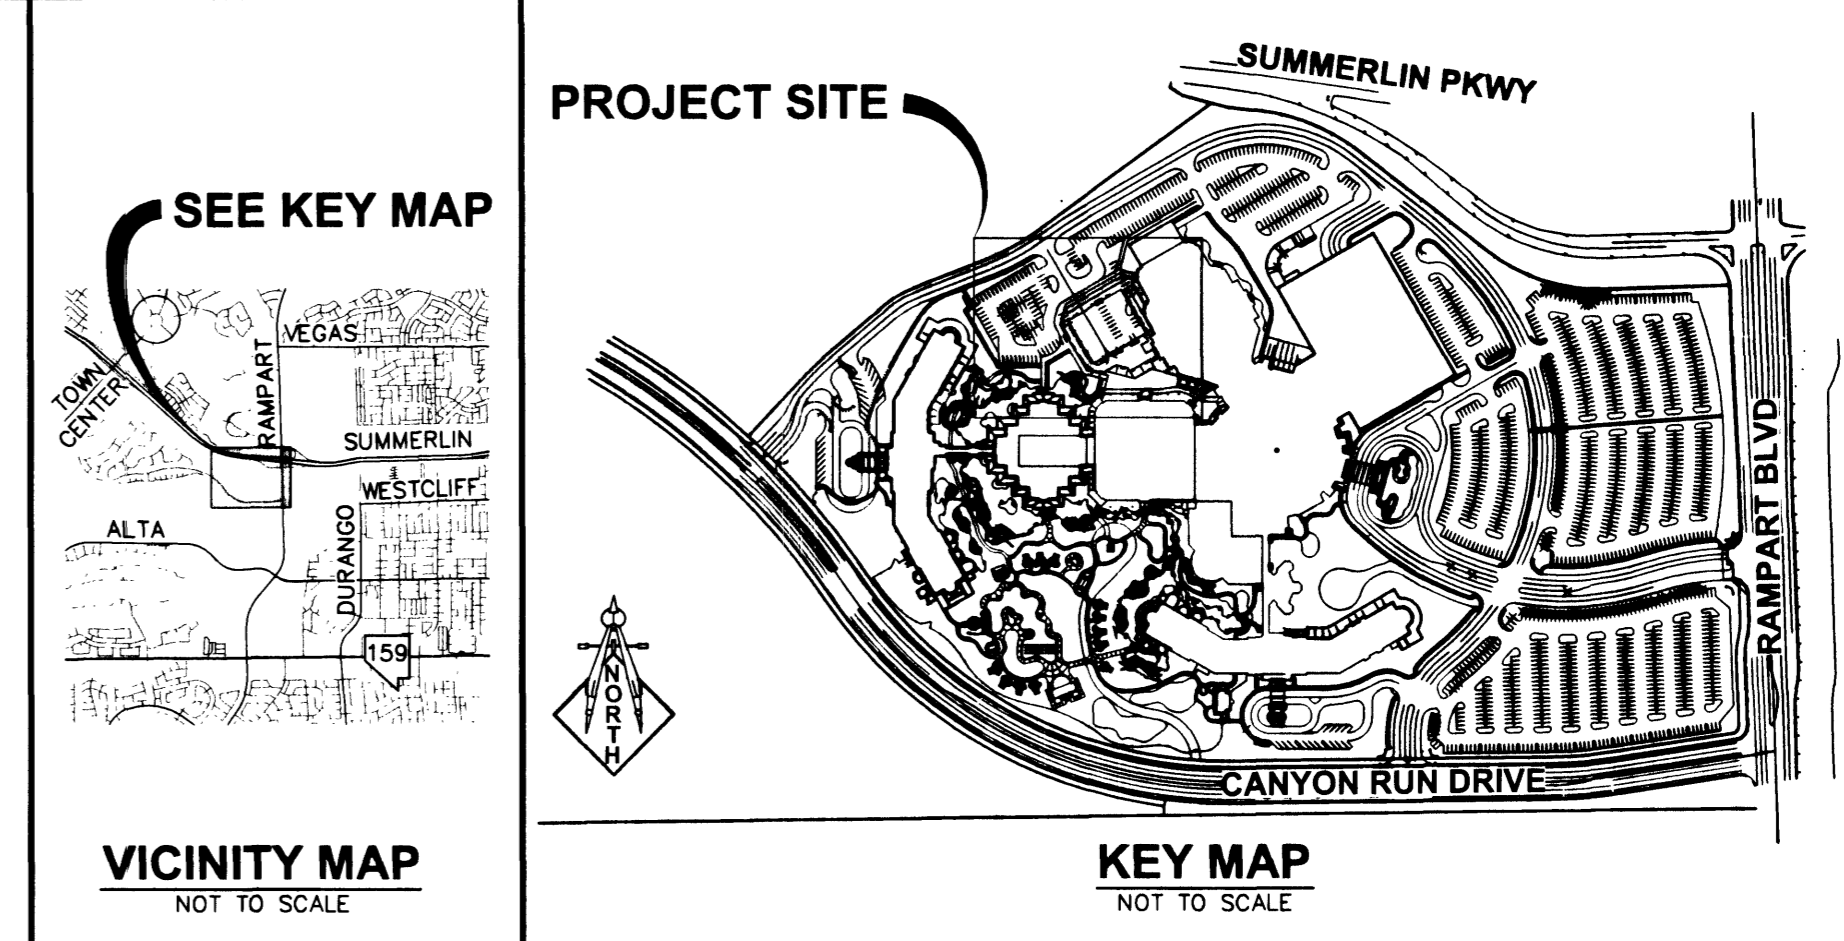 SEE KEY MAP
VEGAS
RAMPART
TOWN
CENTER
SUMMERLIN
WESTCLIFF
ALTA
DURANGO
159
VICINITY MAP
NOT TO SCALE
PROJECT SITE
SUMMERLIN PKWY
RAMPART BLVD
CANYON RUN DRIVE
NORTH
KEY MAP
NOT TO SCALE